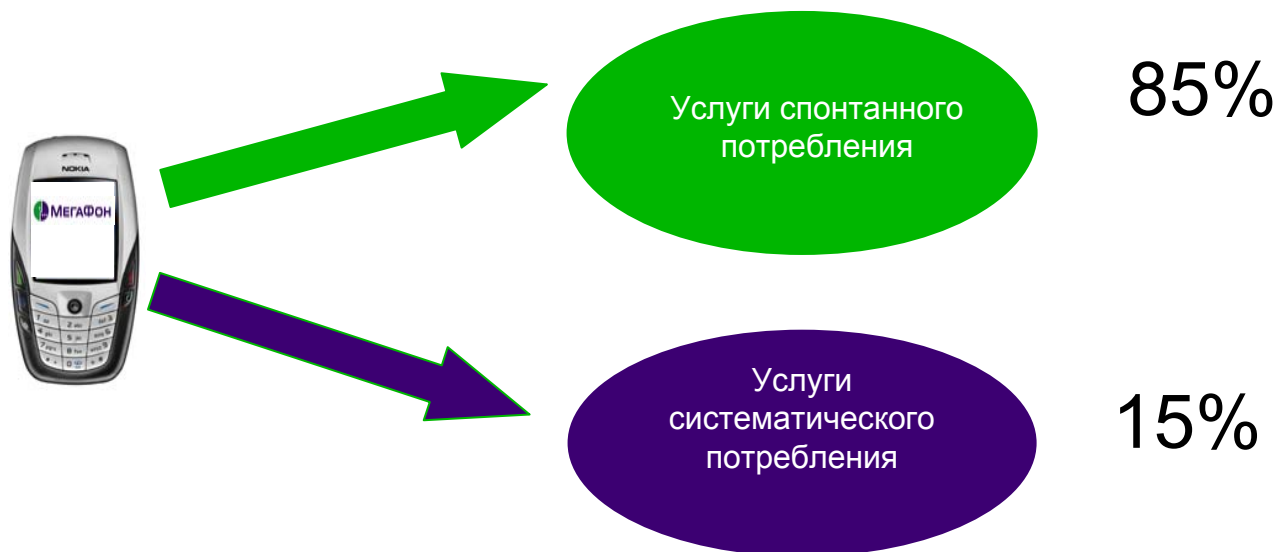 Услуги спонтанного
потребления
85%
NOKIA
МЕГАФОН
Услуги
систематического
потребления
15%